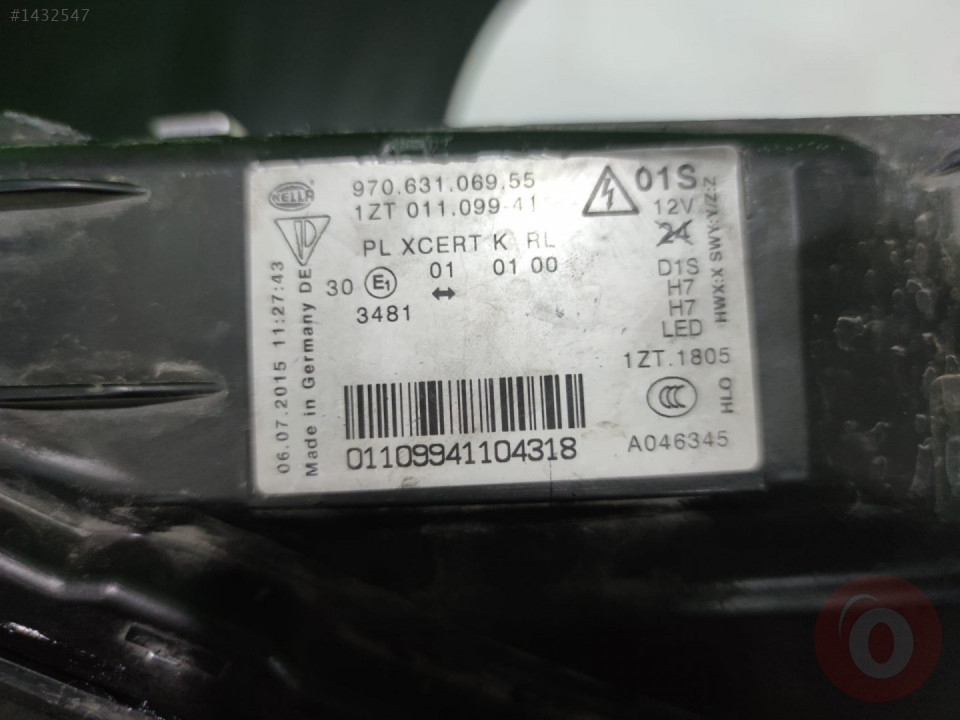 #1432547
HELLA
970.631.069.55
1ZT 011.099-41
PL XCERT K RL
01 01 00
30 E1
3481
01S
12V
24
D1S
H7
H7
LED
1ZT.1805
CCC
A046345
HWX:X SWY:Y/Z:Z
HLO
06.07.2015 11:27:43
Made in Germany DE
01109941104318